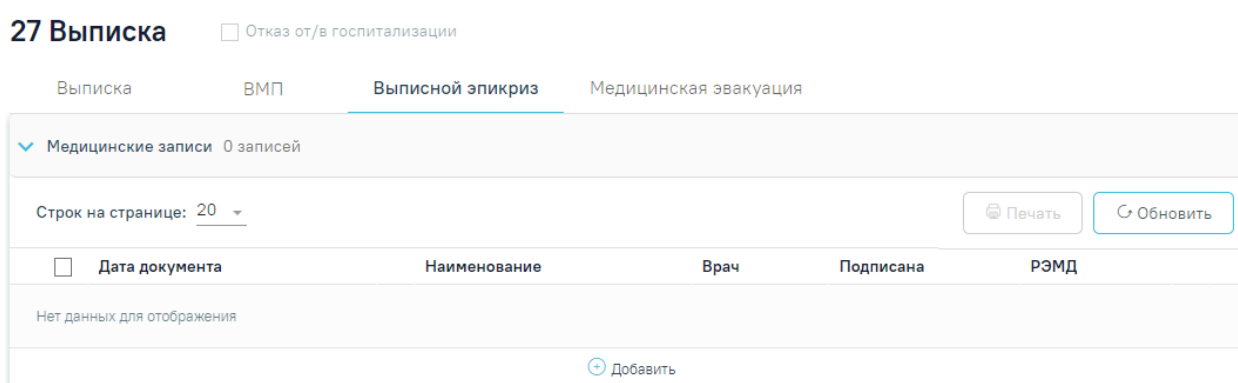 27 Выписка Отказ от/в госпитализации
Выписка ВМП Выписной эпикриз Медицинская эвакуация
Медицинские записи 0 записей
Строк на странице: 20 Печать Обновить
Дата документа Наименование Врач Подписана РЭМД
Нет данных для отображения
Добавить